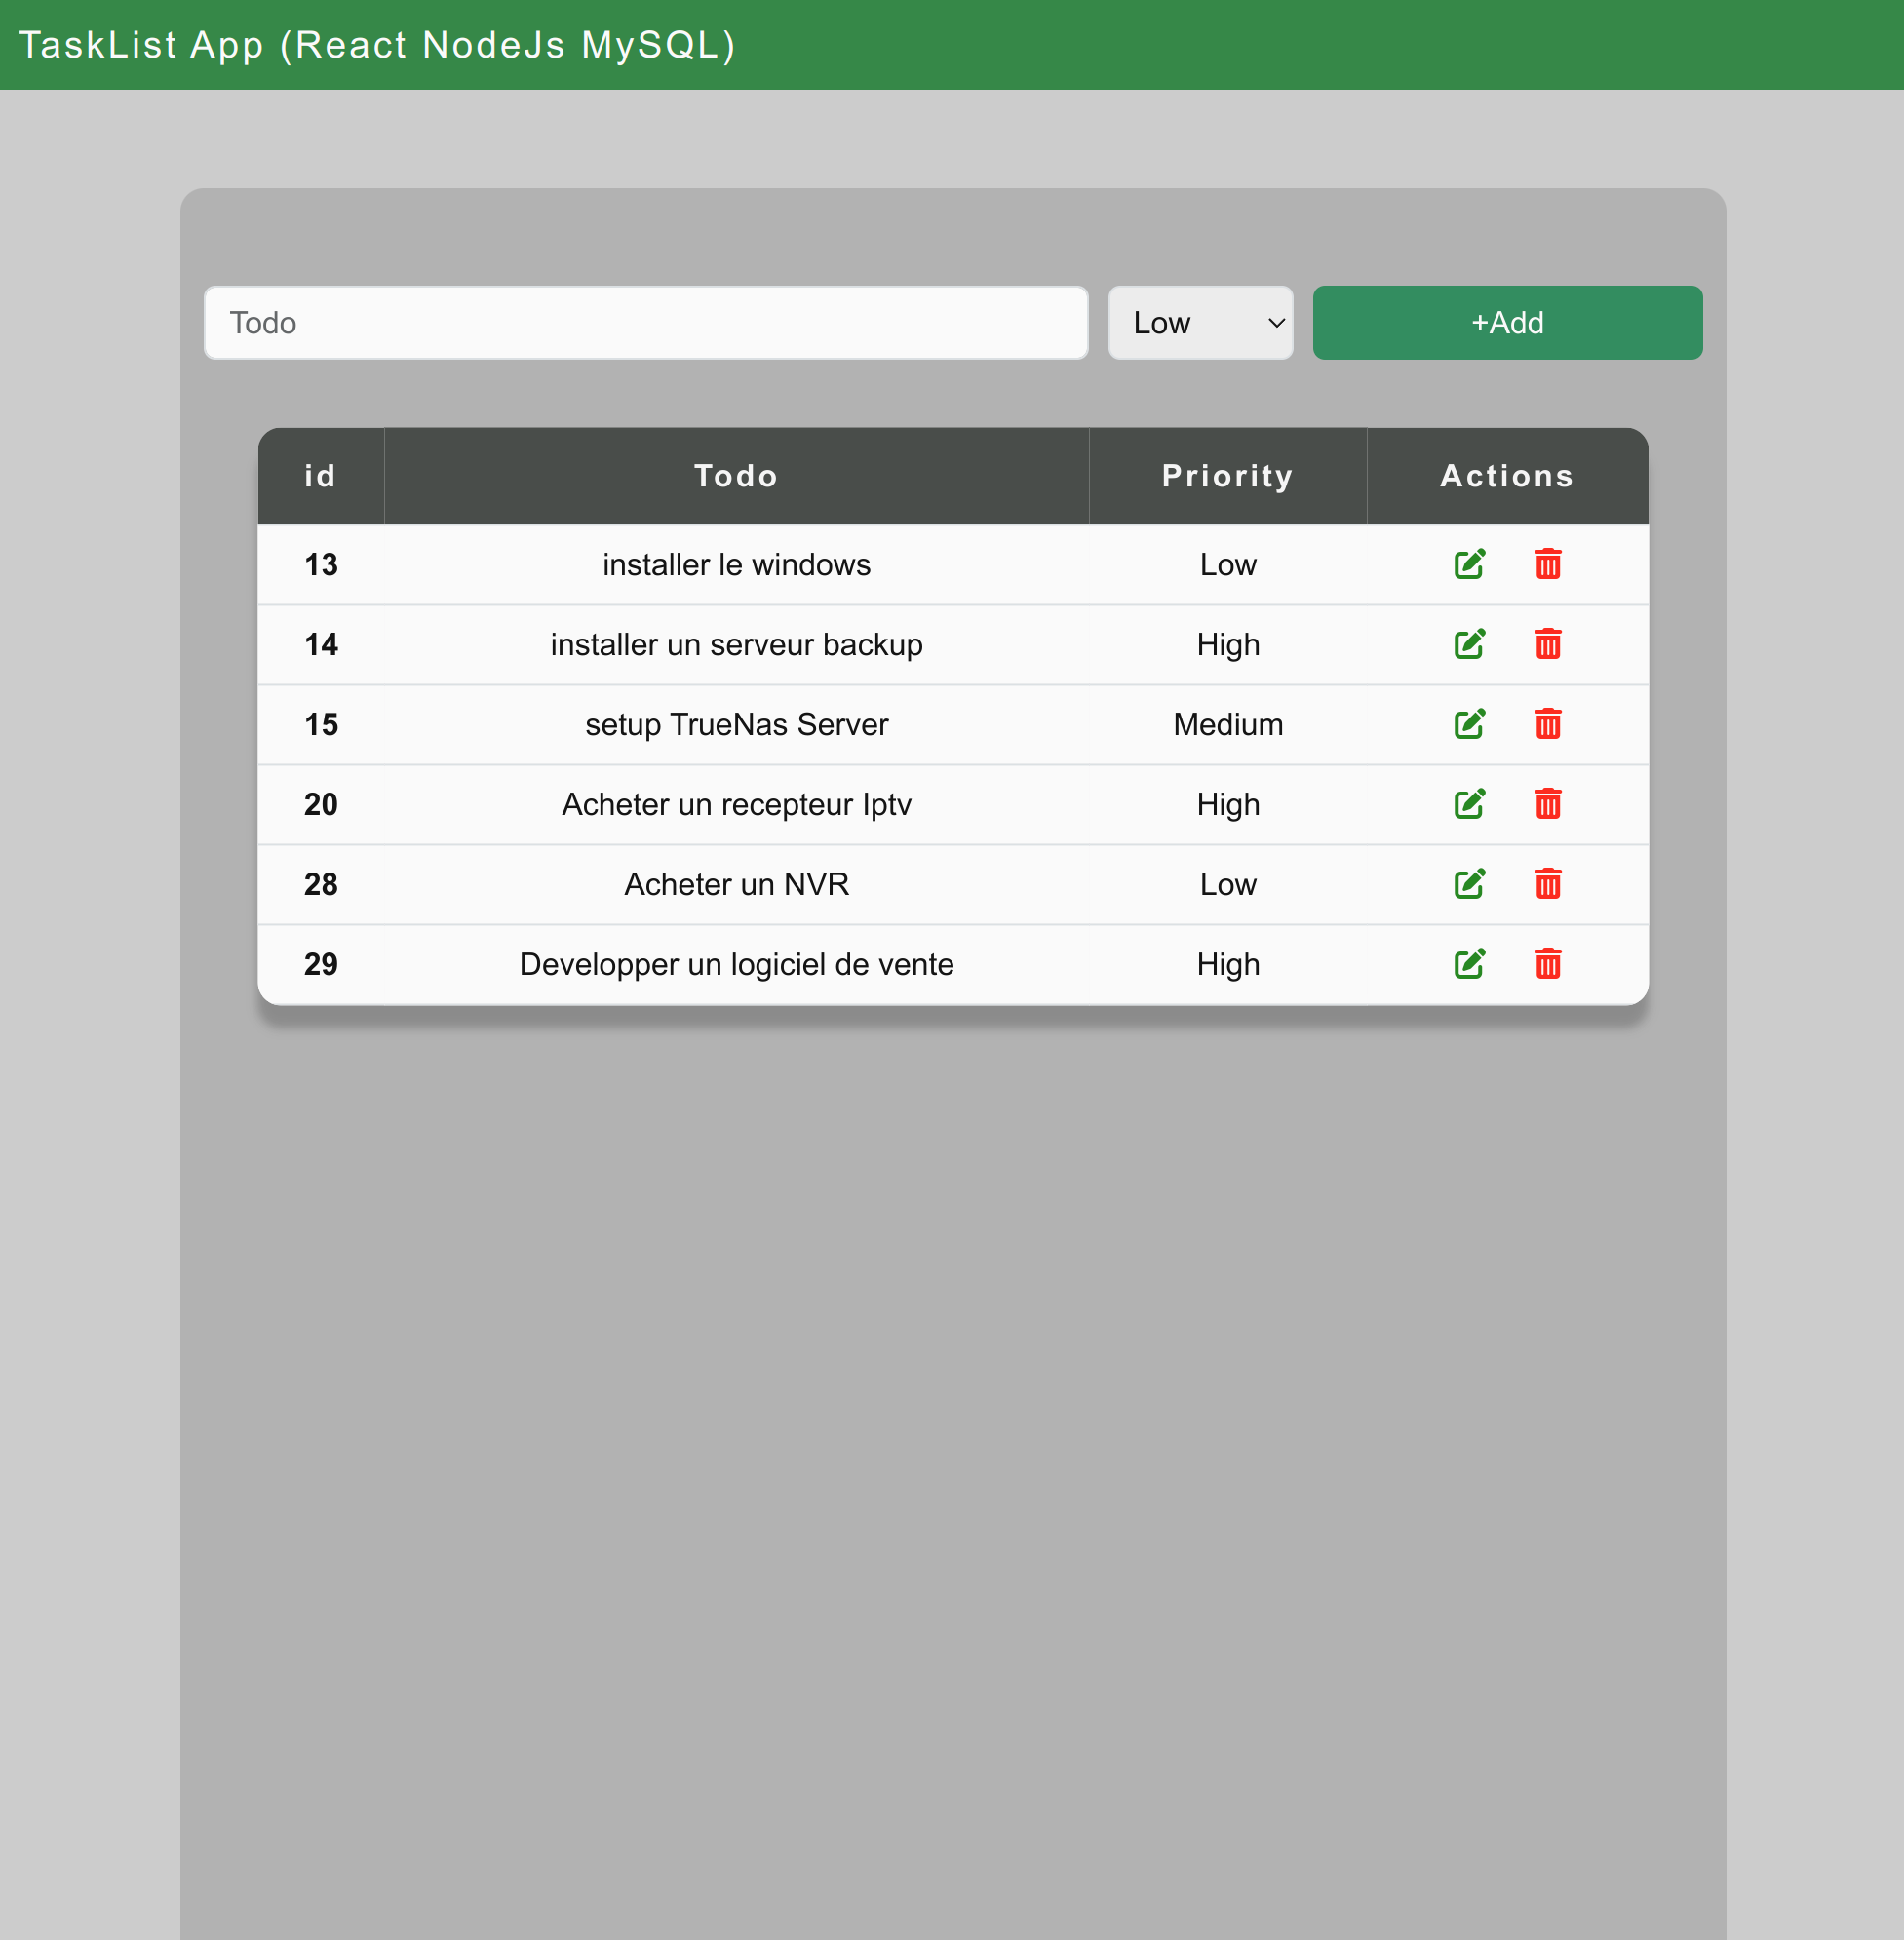 TaskList App (React NodeJs MySQL)
Todo Low +Add
id Todo Priority Actions
13 installer le windows Low
14 installer un serveur backup High
15 setup TrueNas Server Medium
20 Acheter un recepteur Iptv High
28 Acheter un NVR Low
29 Developper un logiciel de vente High